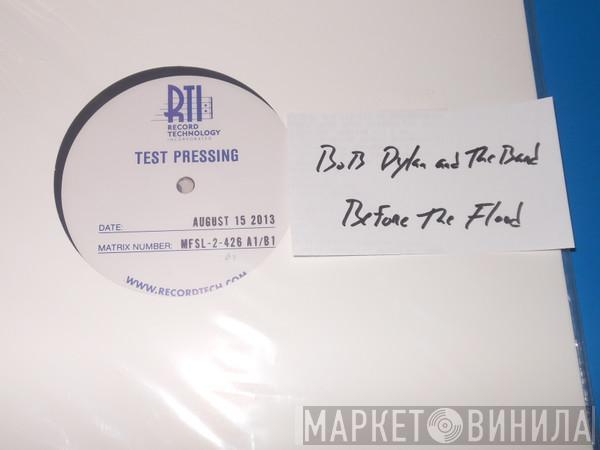 RTI
RECORD
TECHNOLOGY
INCORPORATED
TEST PRESSING
DATE: AUGUST 15 2013
MATRIX NUMBER: MFSL-2-426 A1/B1
WWW.RECORDTECH.COM
BoB Dylan and The Band
Before The Flood
МАРКЕТ ВИНИЛА